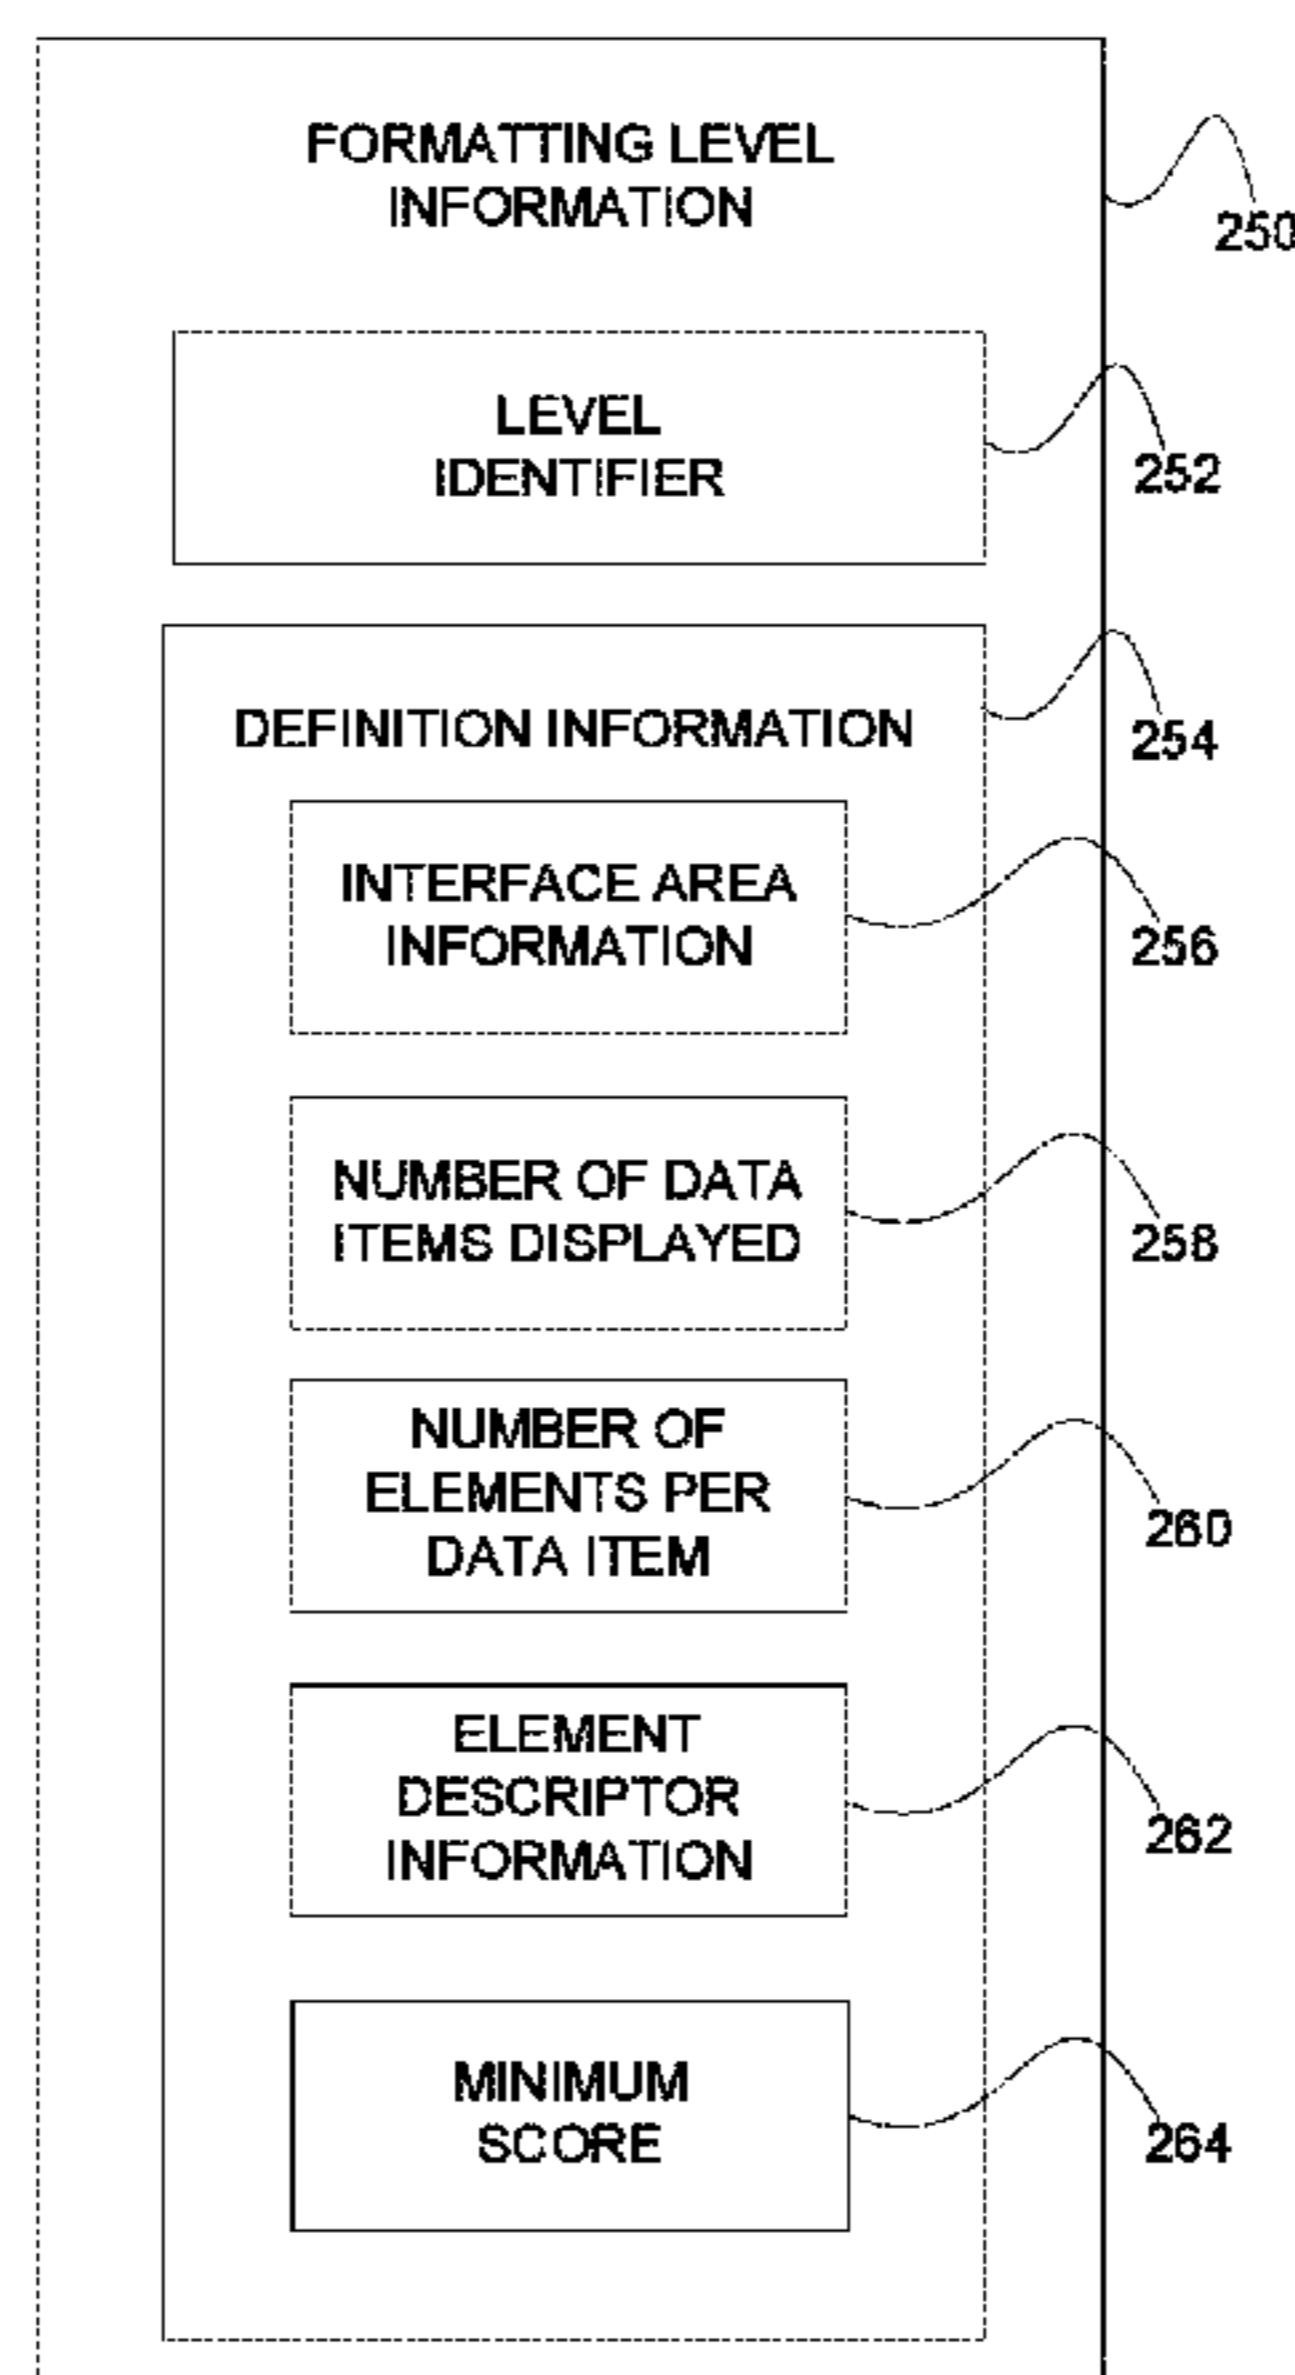 FORMATTING LEVEL
INFORMATION
250
LEVEL
IDENTIFIER
252
DEFINITION INFORMATION
254
INTERFACE AREA
INFORMATION
256
NUMBER OF DATA
ITEMS DISPLAYED
258
NUMBER OF
ELEMENTS PER
DATA ITEM
260
ELEMENT
DESCRIPTOR
INFORMATION
262
MINIMUM
SCORE
264